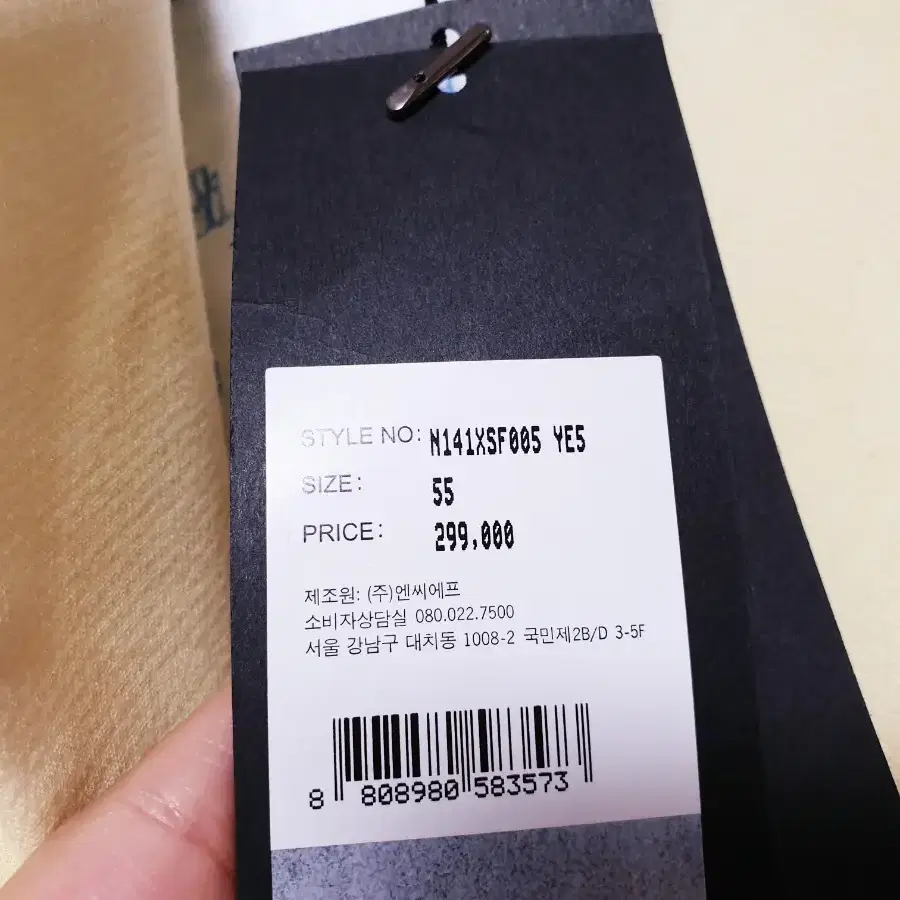 STYLE NO: N141XSF005 YE5
SIZE: 55
PRICE: 299,000
제조원: (주)엔씨에프
소비자상담실 080.022.7500
서울 강남구 대치동 1008-2 국민제2B/D 3-5F
8 808980 583573